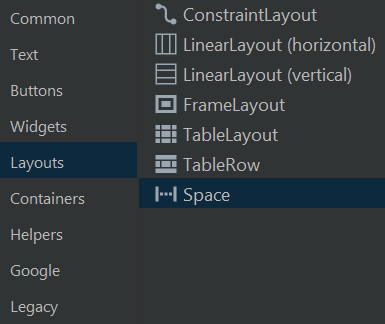 Common
Text
Buttons
Widgets
Layouts
Containers
Helpers
Google
Legacy
ConstraintLayout
LinearLayout (horizontal)
LinearLayout (vertical)
FrameLayout
TableLayout
TableRow
Space